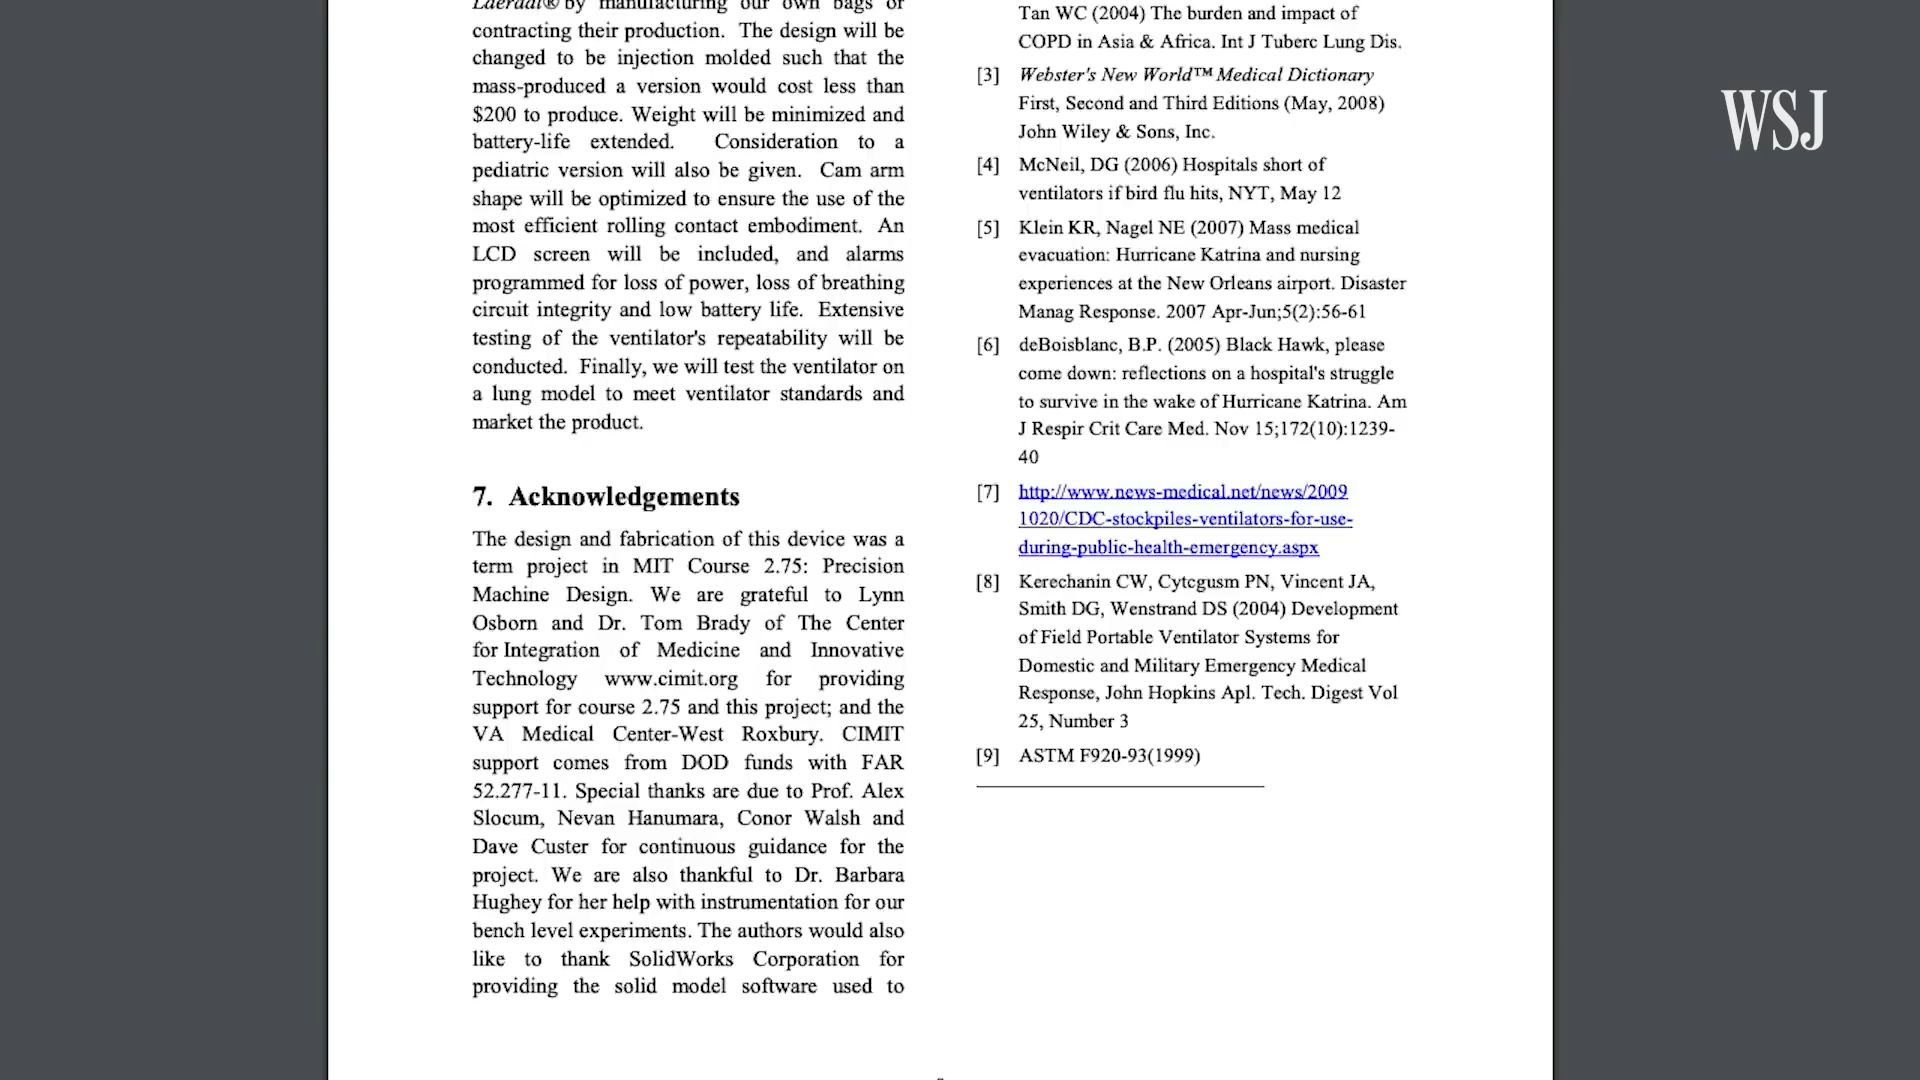 Laerdal® by manufacturing our own bags or
contracting their production. The design will be
changed to be injection molded such that the
mass-produced a version would cost less than
$200 to produce. Weight will be minimized and
battery-life extended. Consideration to a
pediatric version will also be given. Cam arm
shape will be optimized to ensure the use of the
most efficient rolling contact embodiment. An
LCD screen will be included, and alarms
programmed for loss of power, loss of breathing
circuit integrity and low battery life. Extensive
testing of the ventilator's repeatability will be
conducted. Finally, we will test the ventilator on
a lung model to meet ventilator standards and
market the product.
7. Acknowledgements
The design and fabrication of this device was a
term project in MIT Course 2.75: Precision
Machine Design. We are grateful to Lynn
Osborn and Dr. Tom Brady of The Center
for Integration of Medicine and Innovative
Technology www.cimit.org for providing
support for course 2.75 and this project; and the
VA Medical Center-West Roxbury. CIMIT
support comes from DOD funds with FAR
52.277-11. Special thanks are due to Prof. Alex
Slocum, Nevan Hanumara, Conor Walsh and
Dave Custer for continuous guidance for the
project. We are also thankful to Dr. Barbara
Hughey for her help with instrumentation for our
bench level experiments. The authors would also
like to thank SolidWorks Corporation for
providing the solid model software used to
Tan WC (2004) The burden and impact of
COPD in Asia & Africa. Int J Tuberc Lung Dis.
[3] Webster's New World™ Medical Dictionary
First, Second and Third Editions (May, 2008)
John Wiley & Sons, Inc.
[4] McNeil, DG (2006) Hospitals short of
ventilators if bird flu hits, NYT, May 12
[5] Klein KR, Nagel NE (2007) Mass medical
evacuation: Hurricane Katrina and nursing
experiences at the New Orleans airport. Disaster
Manag Response. 2007 Apr-Jun;5(2):56-61
[6] deBoisblanc, B.P. (2005) Black Hawk, please
come down: reflections on a hospital's struggle
to survive in the wake of Hurricane Katrina. Am
J Respir Crit Care Med. Nov 15;172(10):1239-
40
[7] http://www.news-medical.net/news/2009
1020/CDC-stockpiles-ventilators-for-use-
during-public-health-emergency.aspx
[8] Kerechanin CW, Cytcgusm PN, Vincent JA,
Smith DG, Wenstrand DS (2004) Development
of Field Portable Ventilator Systems for
Domestic and Military Emergency Medical
Response, John Hopkins Apl. Tech. Digest Vol
25, Number 3
[9] ASTM F920-93(1999)
WSJ